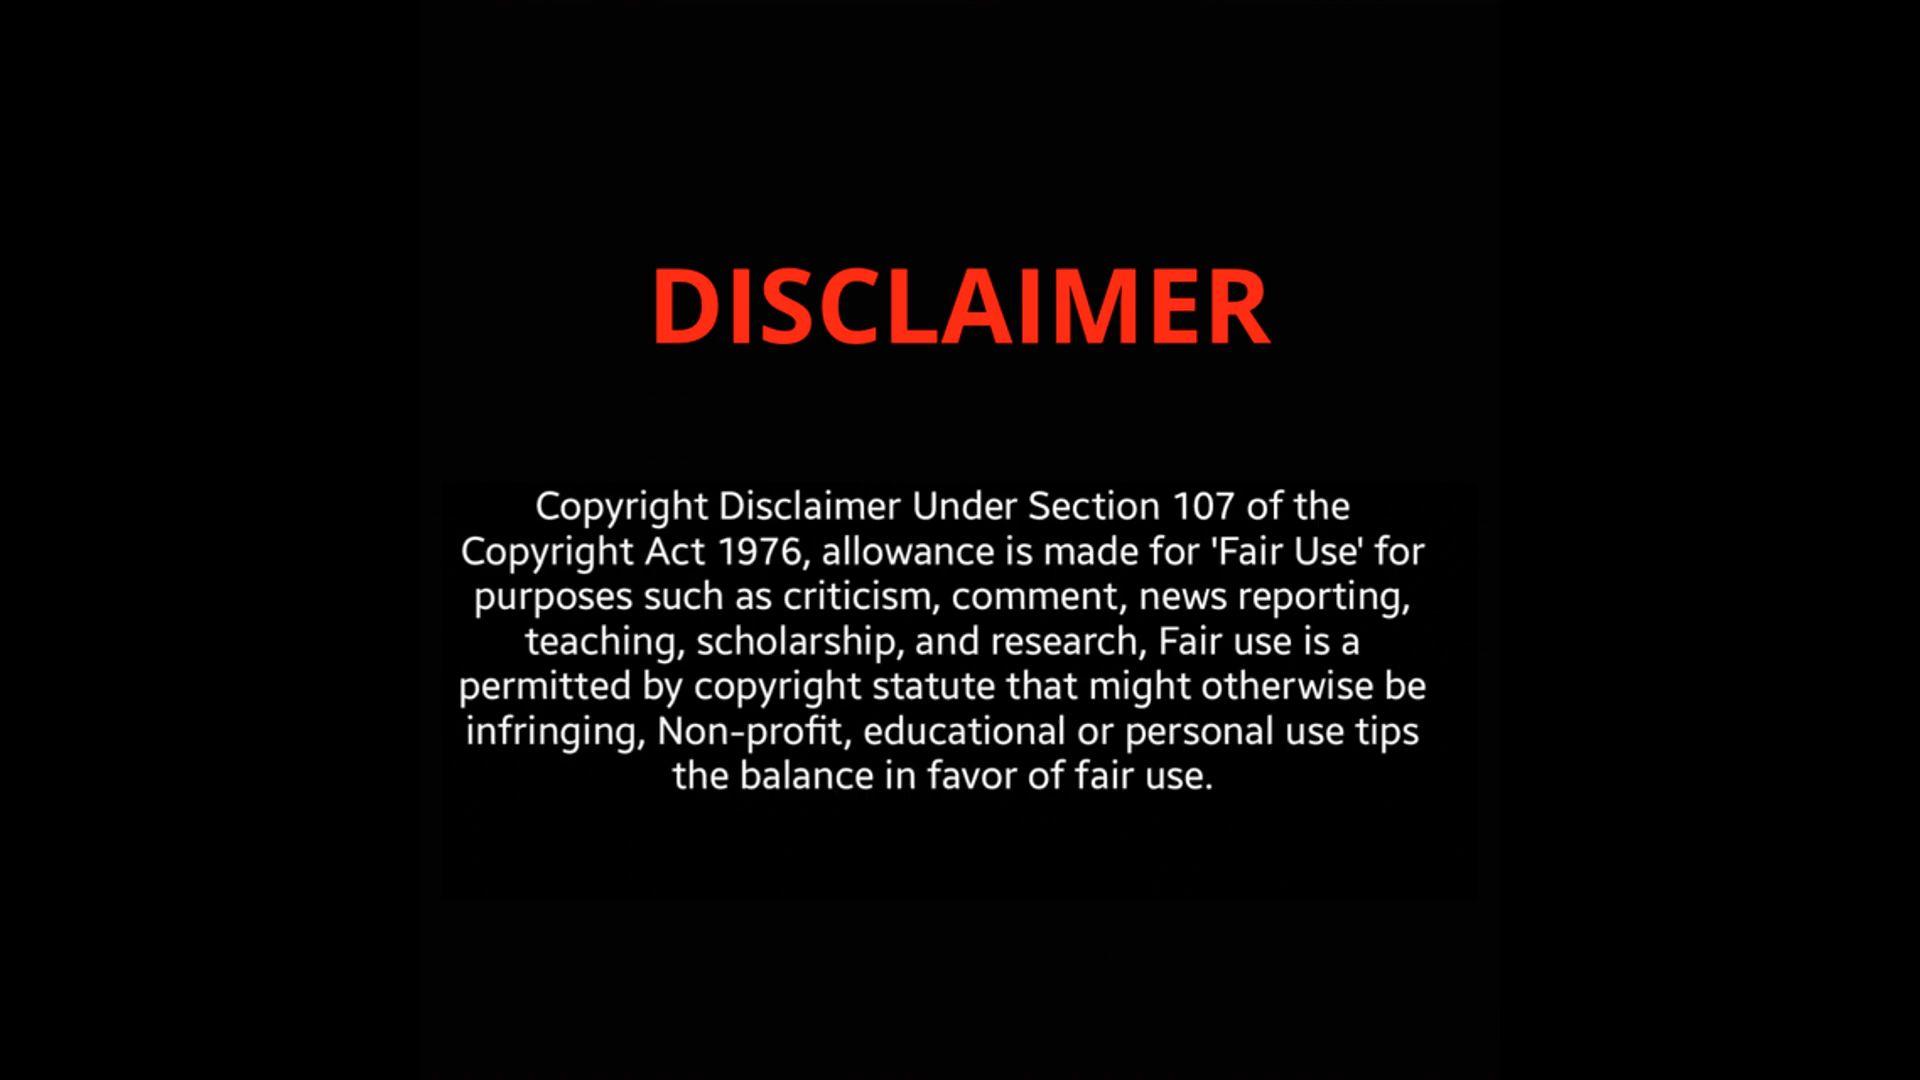 DISCLAIMER
Copyright Disclaimer Under Section 107 of the
Copyright Act 1976, allowance is made for 'Fair Use' for
purposes such as criticism, comment, news reporting,
teaching, scholarship, and research, Fair use is a
permitted by copyright statute that might otherwise be
infringing, Non-profit, educational or personal use tips
the balance in favor of fair use.